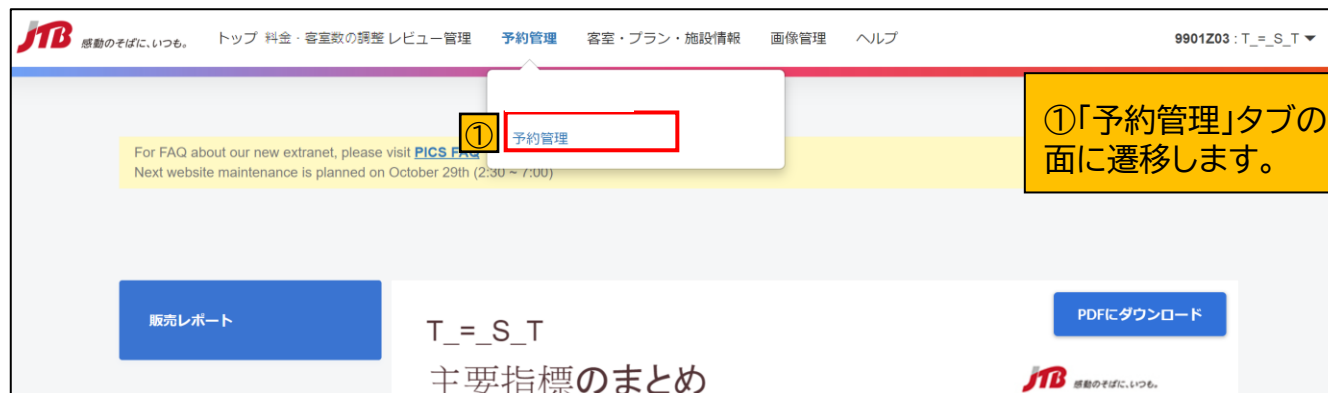 JTB 感動のそばに、いつも。 トップ 料金・客室数の調整 レビュー管理 予約管理 客室・プラン・施設情報 画像管理 ヘルプ 9901Z03 : T_=_S_T
① 予約管理
①「予約管理」タブの
面に遷移します。
For FAQ about our new extranet, please visit PICS FAQ
Next website maintenance is planned on October 29th (2:30 ~ 7:00)
販売レポート
T_=_S_T
主要指標のまとめ
PDFにダウンロード
JTB 感動のそばに、いつも。